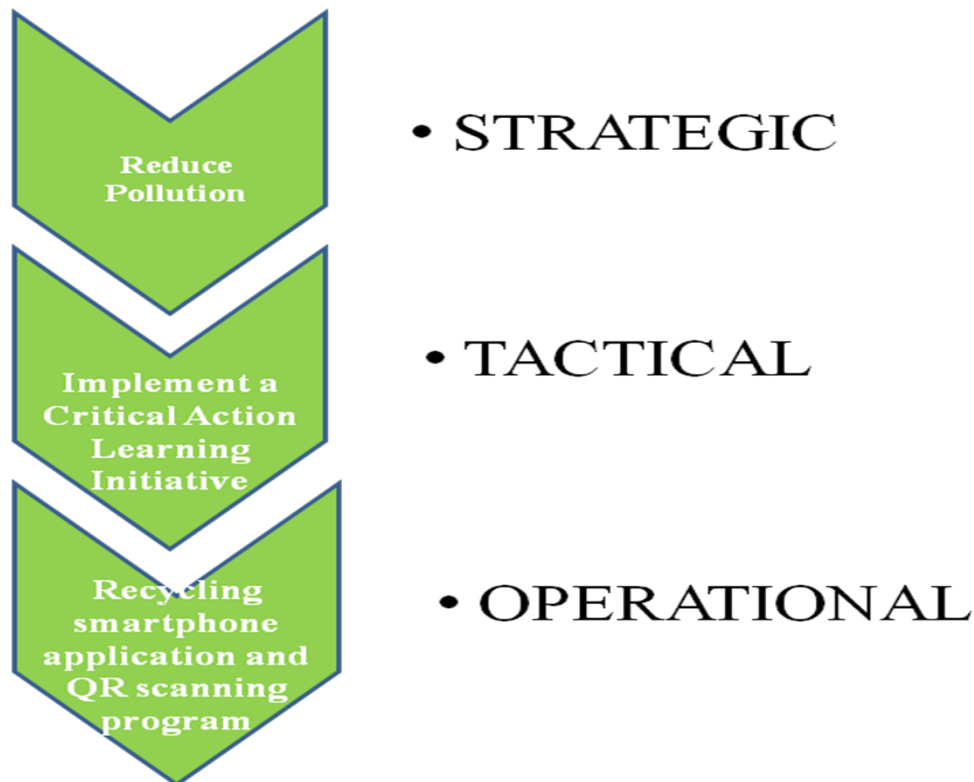 Reduce
Pollution
• STRATEGIC
Implement a
Critical Action
Learning
Initiative
• TACTICAL
Recycling
smartphone
application and
QR scanning
program
• OPERATIONAL